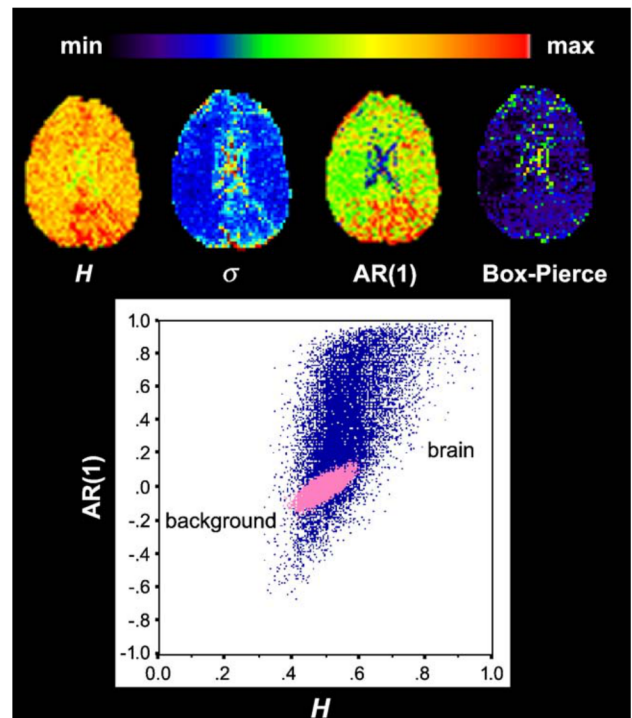 min max
H σ AR(1) Box-Pierce
1.0
.8
.6
.4
.2
.0
-.2
-.4
-.6
-.8
-1.0
AR(1)
brain
background
0.0 .2 .4 .6 .8 1.0
H